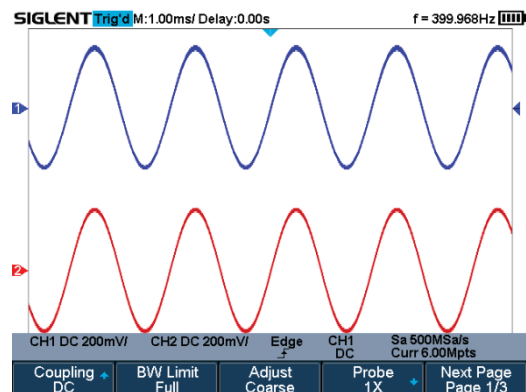 SIGLENT Trig'd M:1.00ms/ Delay:0.00s f = 399.968Hz
1
2
CH1 DC 200mV/ CH2 DC 200mV/ Edge CH1 Sa 500MSa/s
DC Curr 6.00Mpts
Coupling BW Limit Adjust Probe Next Page
DC Full Coarse 1X Page 1/3